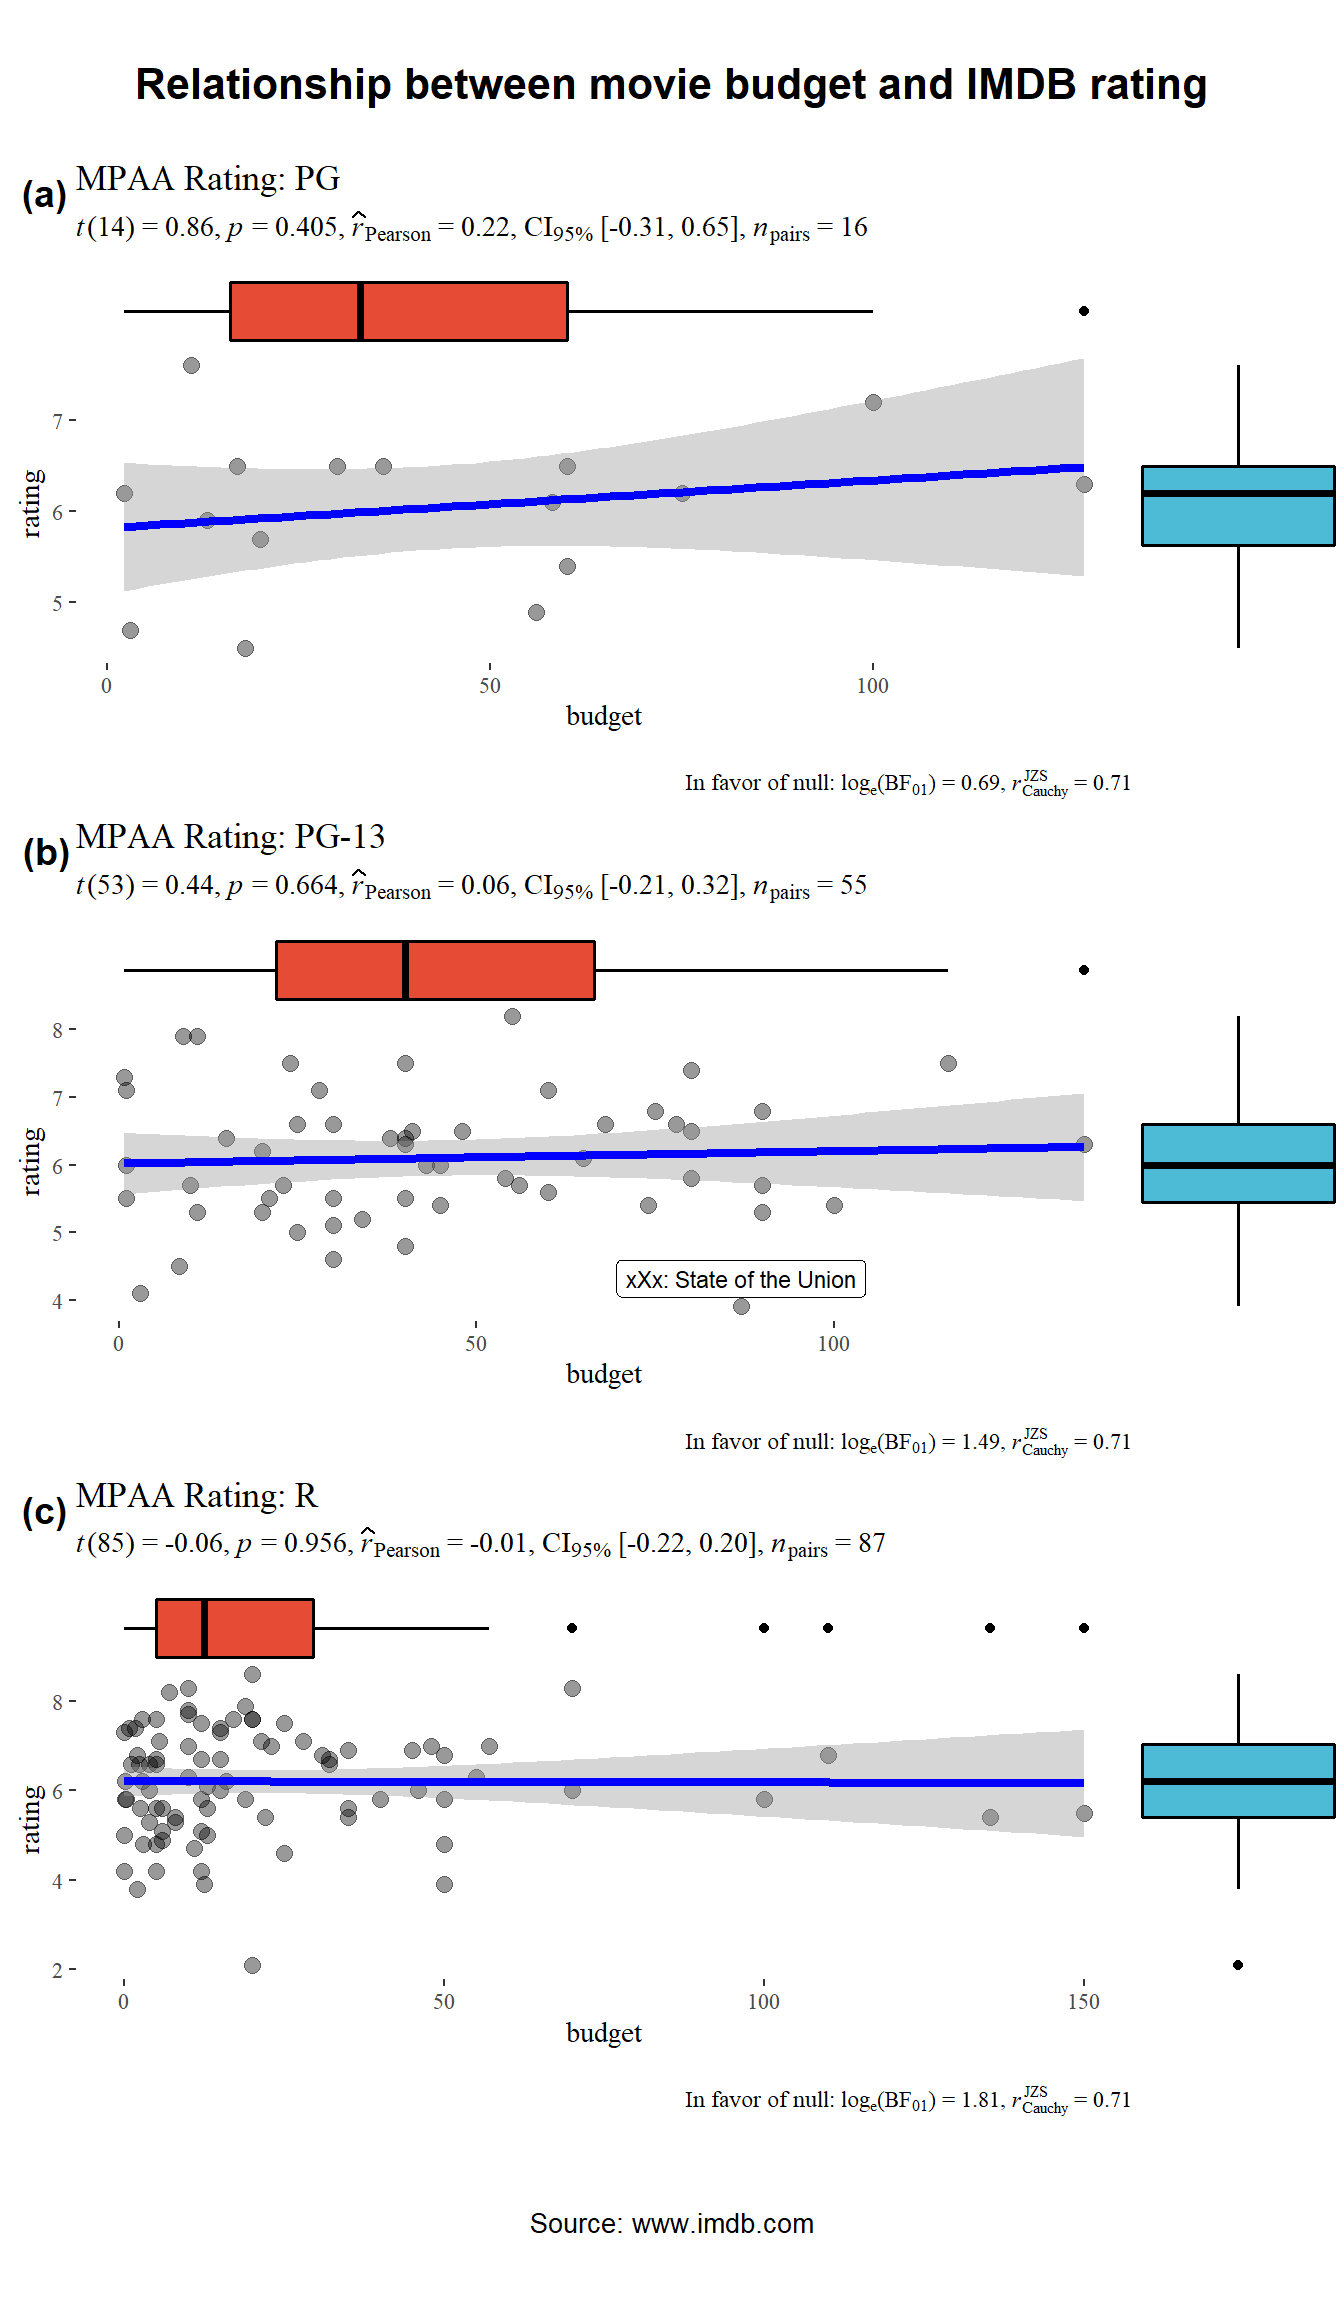 Relationship between movie budget and IMDB rating
(a) MPAA Rating: PG
t(14) = 0.86, p = 0.405, r̂Pearson = 0.22, CI95% [-0.31, 0.65], npairs = 16
7
6
5
rating
0 50 100
budget
In favor of null: loge(BF01) = 0.69, rJZSCauchy = 0.71
(b) MPAA Rating: PG-13
t(53) = 0.44, p = 0.664, r̂Pearson = 0.06, CI95% [-0.21, 0.32], npairs = 55
8
7
6
5
4
rating
xXx: State of the Union
0 50 100
budget
In favor of null: loge(BF01) = 1.49, rJZSCauchy = 0.71
(c) MPAA Rating: R
t(85) = -0.06, p = 0.956, r̂Pearson = -0.01, CI95% [-0.22, 0.20], npairs = 87
8
6
4
2
rating
0 50 100 150
budget
In favor of null: loge(BF01) = 1.81, rJZSCauchy = 0.71
Source: www.imdb.com